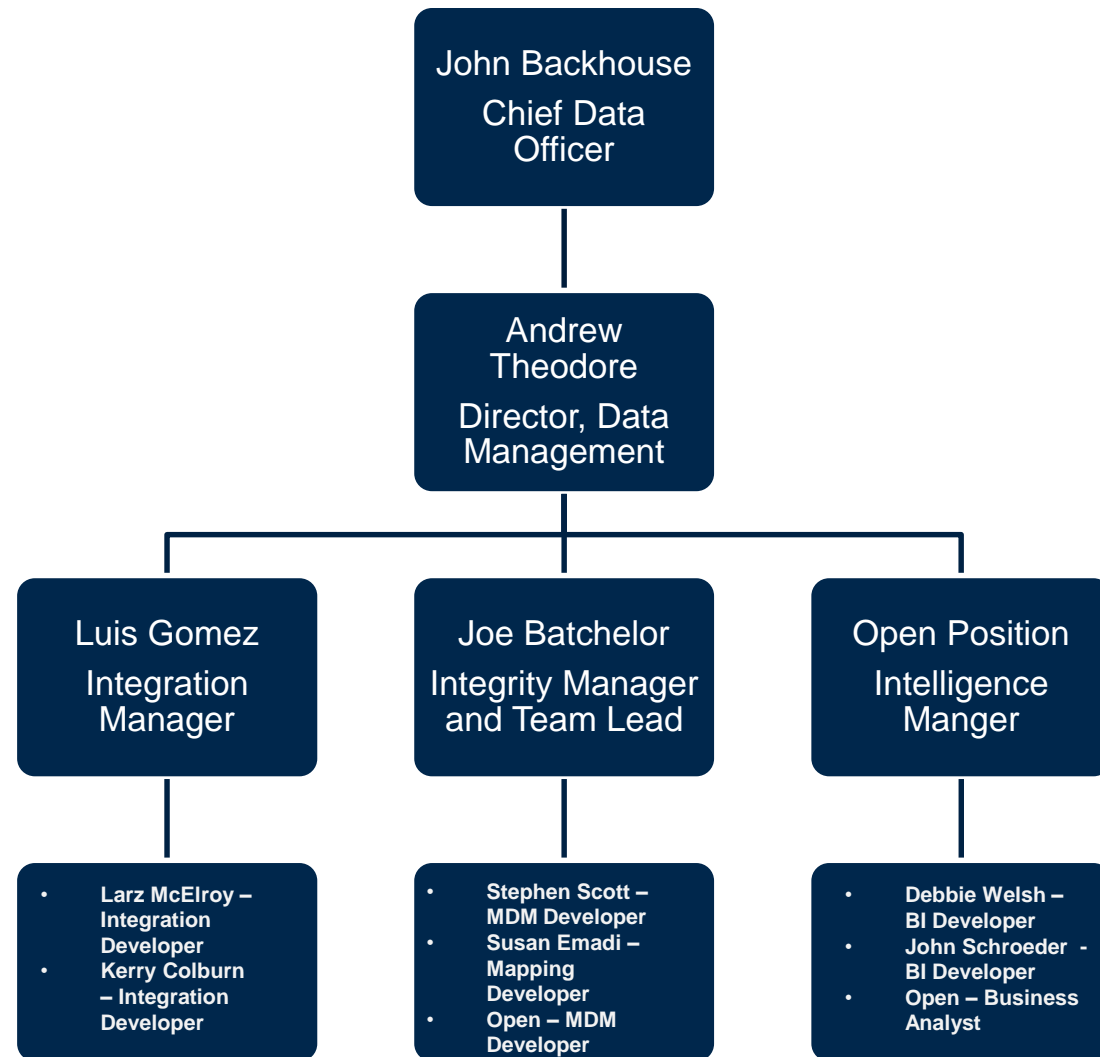 John Backhouse
Chief Data
Officer
Andrew
Theodore
Director, Data
Management
Luis Gomez
Integration
Manager
Joe Batchelor
Integrity Manager
and Team Lead
Open Position
Intelligence
Manger
• Larz McElroy –
Integration
Developer
• Kerry Colburn
– Integration
Developer
• Stephen Scott –
MDM Developer
• Susan Emadi –
Mapping
Developer
• Open – MDM
Developer
• Debbie Welsh –
BI Developer
• John Schroeder -
BI Developer
• Open – Business
Analyst